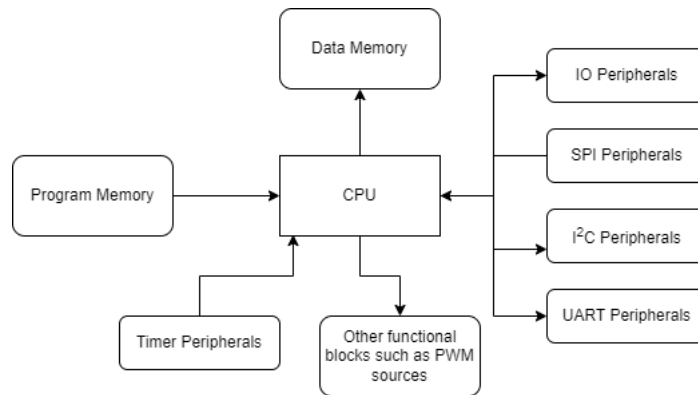 Data Memory
IO Peripherals
SPI Peripherals
Program Memory
CPU
I²C Peripherals
Timer Peripherals
Other functional
blocks such as PWM
sources
UART Peripherals